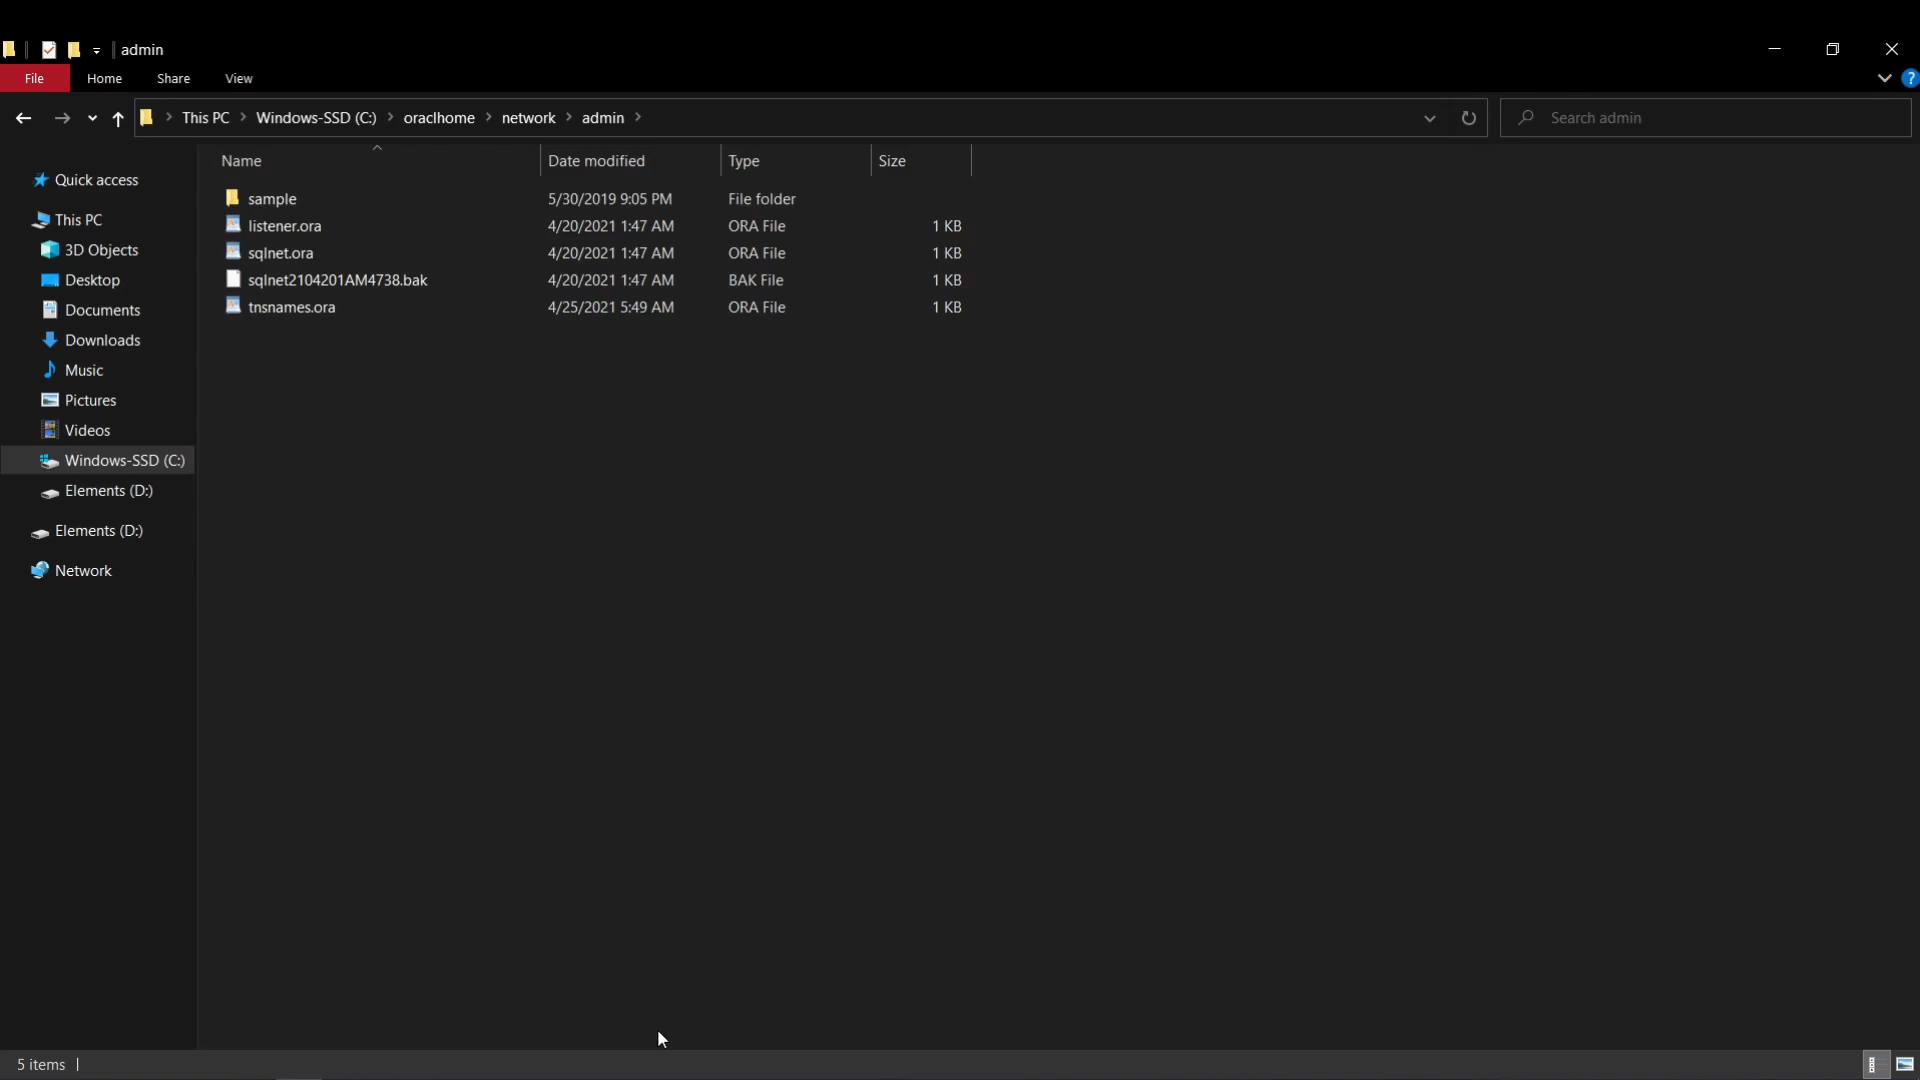 admin
File Home Share View
?
This PC > Windows-SSD (C:) > oraclhome > network > admin >
Search admin
Name Date modified Type Size
sample 5/30/2019 9:05 PM File folder
listener.ora 4/20/2021 1:47 AM ORA File 1 KB
sqlnet.ora 4/20/2021 1:47 AM ORA File 1 KB
sqlnet2104201AM4738.bak 4/20/2021 1:47 AM BAK File 1 KB
tnsnames.ora 4/25/2021 5:49 AM ORA File 1 KB
Quick access
This PC
3D Objects
Desktop
Documents
Downloads
Music
Pictures
Videos
Windows-SSD (C:)
Elements (D:)
Elements (D:)
Network
5 items